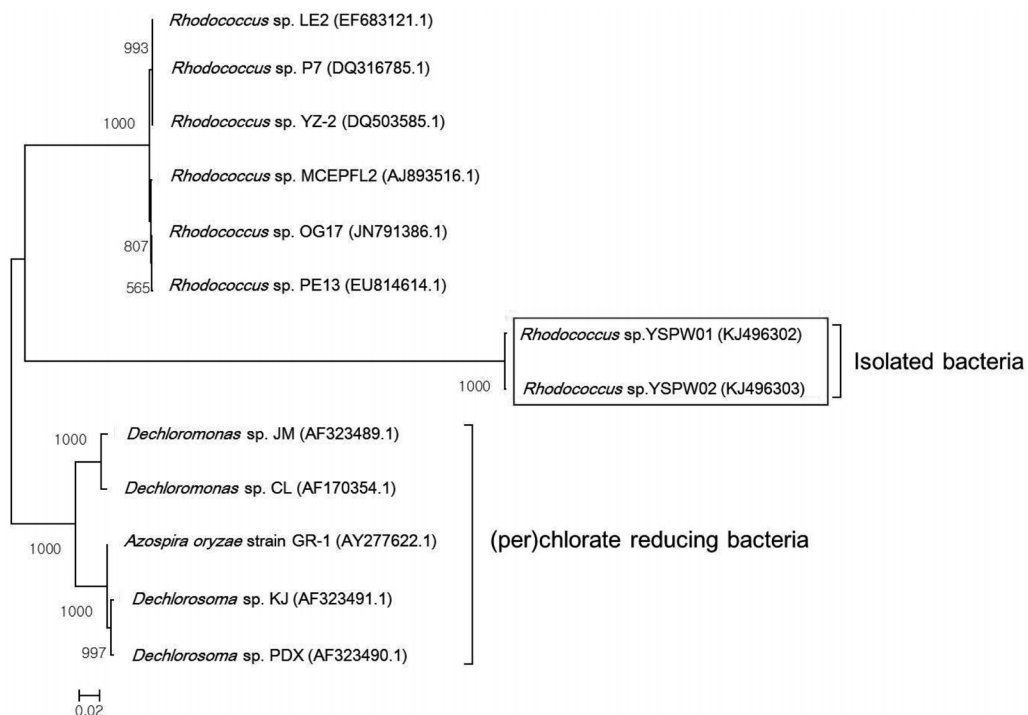 Rhodococcus sp. LE2 (EF683121.1)
993
Rhodococcus sp. P7 (DQ316785.1)
1000
Rhodococcus sp. YZ-2 (DQ503585.1)
Rhodococcus sp. MCEPFL2 (AJ893516.1)
Rhodococcus sp. OG17 (JN791386.1)
807
565
Rhodococcus sp. PE13 (EU814614.1)
Rhodococcus sp.YSPW01 (KJ496302)
Isolated bacteria
1000
Rhodococcus sp.YSPW02 (KJ496303)
1000
Dechloromonas sp. JM (AF323489.1)
Dechloromonas sp. CL (AF170354.1)
1000
Azospira oryzae strain GR-1 (AY277622.1)
(per)chlorate reducing bacteria
1000
Dechlorosoma sp. KJ (AF323491.1)
997
Dechlorosoma sp. PDX (AF323490.1)
0.02